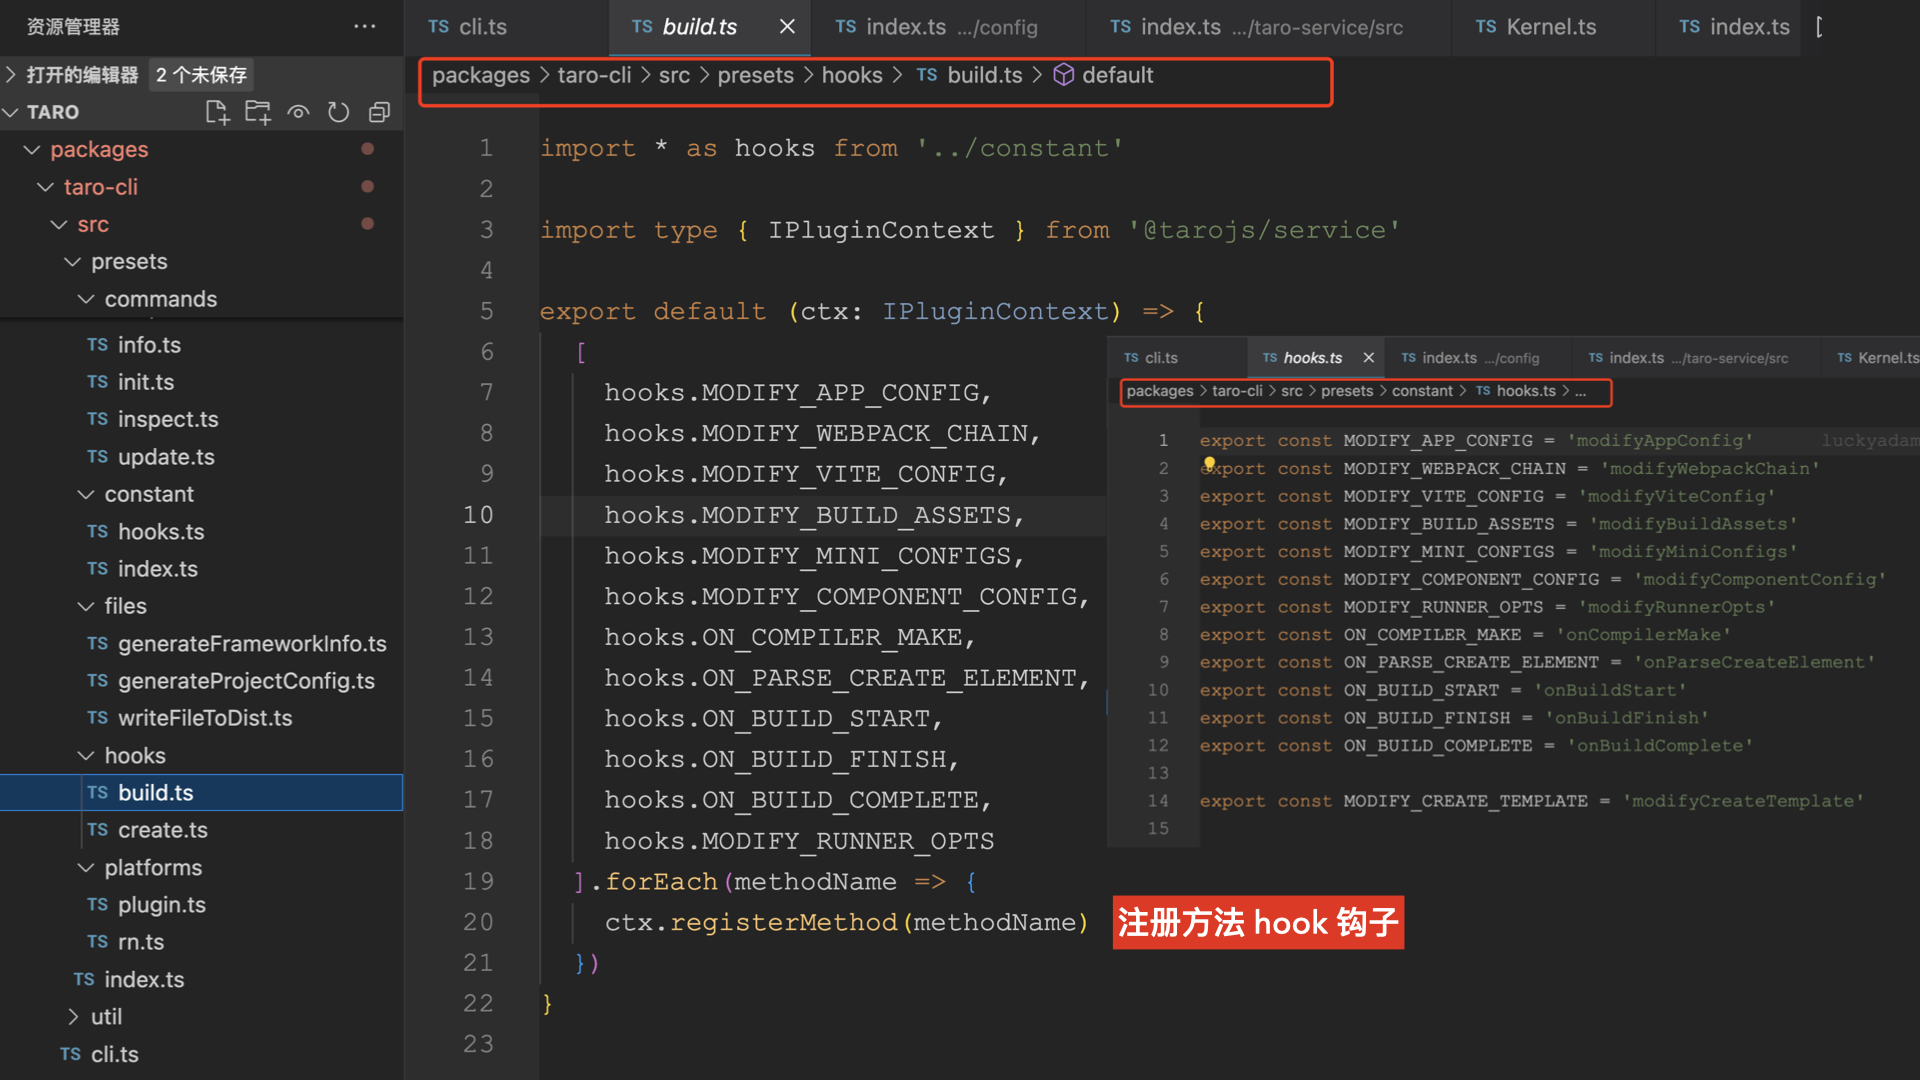 资源管理器
打开的编辑器 2 个未保存
TARO
packages
taro-cli
src
presets
commands
TS info.ts
TS init.ts
TS inspect.ts
TS update.ts
constant
TS hooks.ts
TS index.ts
files
TS generateFrameworkInfo.ts
TS generateProjectConfig.ts
TS writeFileToDist.ts
hooks
TS build.ts
TS create.ts
platforms
TS plugin.ts
TS rn.ts
TS index.ts
util
TS cli.ts
TS cli.ts TS build.ts TS index.ts .../config TS index.ts .../taro-service/src TS Kernel.ts TS index.ts
packages > taro-cli > src > presets > hooks > TS build.ts > default
1 import * as hooks from '../constant'
2
3 import type { IPluginContext } from '@tarojs/service'
4
5 export default (ctx: IPluginContext) => {
6 [
7 hooks.MODIFY_APP_CONFIG,
8 hooks.MODIFY_WEBPACK_CHAIN,
9 hooks.MODIFY_VITE_CONFIG,
10 hooks.MODIFY_BUILD_ASSETS,
11 hooks.MODIFY_MINI_CONFIGS,
12 hooks.MODIFY_COMPONENT_CONFIG,
13 hooks.ON_COMPILER_MAKE,
14 hooks.ON_PARSE_CREATE_ELEMENT,
15 hooks.ON_BUILD_START,
16 hooks.ON_BUILD_FINISH,
17 hooks.ON_BUILD_COMPLETE,
18 hooks.MODIFY_RUNNER_OPTS
19 ].forEach(methodName => {
20 ctx.registerMethod(methodName)
21 })
22 }
23
TS cli.ts TS hooks.ts TS index.ts .../config TS index.ts .../taro-service/src TS Kernel.ts
packages > taro-cli > src > presets > constant > TS hooks.ts > ...
1 export const MODIFY_APP_CONFIG = 'modifyAppConfig' luckyadam
2 export const MODIFY_WEBPACK_CHAIN = 'modifyWebpackChain'
3 export const MODIFY_VITE_CONFIG = 'modifyViteConfig'
4 export const MODIFY_BUILD_ASSETS = 'modifyBuildAssets'
5 export const MODIFY_MINI_CONFIGS = 'modifyMiniConfigs'
6 export const MODIFY_COMPONENT_CONFIG = 'modifyComponentConfig'
7 export const MODIFY_RUNNER_OPTS = 'modifyRunnerOpts'
8 export const ON_COMPILER_MAKE = 'onCompilerMake'
9 export const ON_PARSE_CREATE_ELEMENT = 'onParseCreateElement'
10 export const ON_BUILD_START = 'onBuildStart'
11 export const ON_BUILD_FINISH = 'onBuildFinish'
12 export const ON_BUILD_COMPLETE = 'onBuildComplete'
13
14 export const MODIFY_CREATE_TEMPLATE = 'modifyCreateTemplate'
15
注册方法 hook 钩子